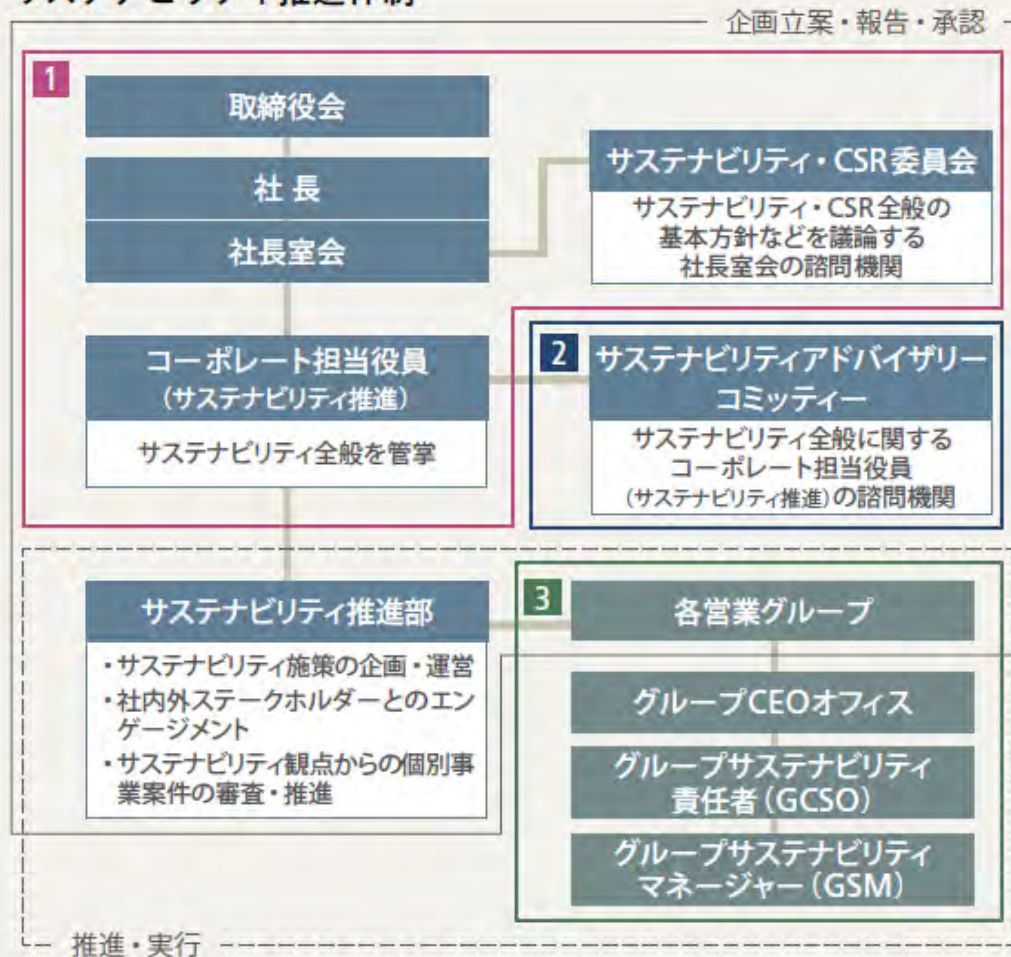 サステナビリティ推進体制
企画立案・報告・承認
1
取締役会
社 長
社長室会
サステナビリティ・CSR委員会
サステナビリティ・CSR全般の
基本方針などを議論する
社長室会の諮問機関
コーポレート担当役員
(サステナビリティ推進)
サステナビリティ全般を管掌
2
サステナビリティアドバイザリー
コミッティー
サステナビリティ全般に関する
コーポレート担当役員
(サステナビリティ推進)の諮問機関
サステナビリティ推進部
・サステナビリティ施策の企画・運営
・社内外ステークホルダーとのエン
ゲージメント
・サステナビリティ観点からの個別事
業案件の審査・推進
3
各営業グループ
グループCEOオフィス
グループサステナビリティ
責任者(GCSO)
グループサステナビリティ
マネージャー(GSM)
推進・実行